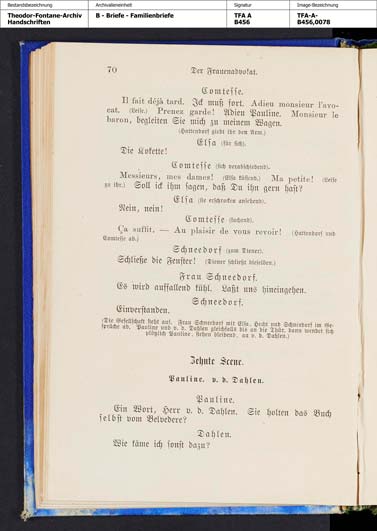 Bestandsbezeichnung
Archivalieneinheit
Signatur
Image-Bezeichnung
Theodor-Fontane-Archiv
Handschriften
B - Briefe - Familienbriefe
TFA A
B456
TFA-A-
B456,0078
70
Der Frauenadvokat.
Comtesse.
Il fait déjà tard. Ick muß fort. Adieu monsieur l'avo-
cat. (Leise.) Prenez garde! Adien Pauline. Monsieur le
baron, begleiten Sie mich zu meinem Wagen.
(Hattendorf giebt ihr den Arm.)
Elsa (für sich).
Die Kokette!
Comtesse (sich verabschiedend).
Messieurs, mes dames! (Elsa küssend.) Ma petite! (Leise
zu ihr.) Soll ick ihm sagen, daß Du ihn gern hast?
Elsa (sie erschrocken ansehend).
Nein, nein!
Comtesse (lachend).
Ça suffit. — Au plaisir de vous revoir! (Hattendorf und
Comtesse ab.)
Schneedorf (zum Diener).
Schließe die Fenster! (Diener schließt dieselben.)
Frau Schneedorf.
Es wird auffallend kühl. Laßt uns hineingehen.
Schneedorf.
Einverstanden.
(Die Gesellschaft steht auf. Frau Schneedorf mit Elsa, Hecht und Schneedorf im Ge-
spräche ab. Pauline und v. d. Dahlen gleichfalls bis an die Thür, dann wendet sich
plötzlich Pauline, stehen bleibend, zu v. d. Dahlen.)
Zehnte Scene.
Pauline. v. d. Dahlen.
Pauline.
Ein Wort, Herr v. d. Dahlen. Sie holten das Buch
selbst vom Belvedere?
Dahlen.
Wie käme ich sonst dazu?